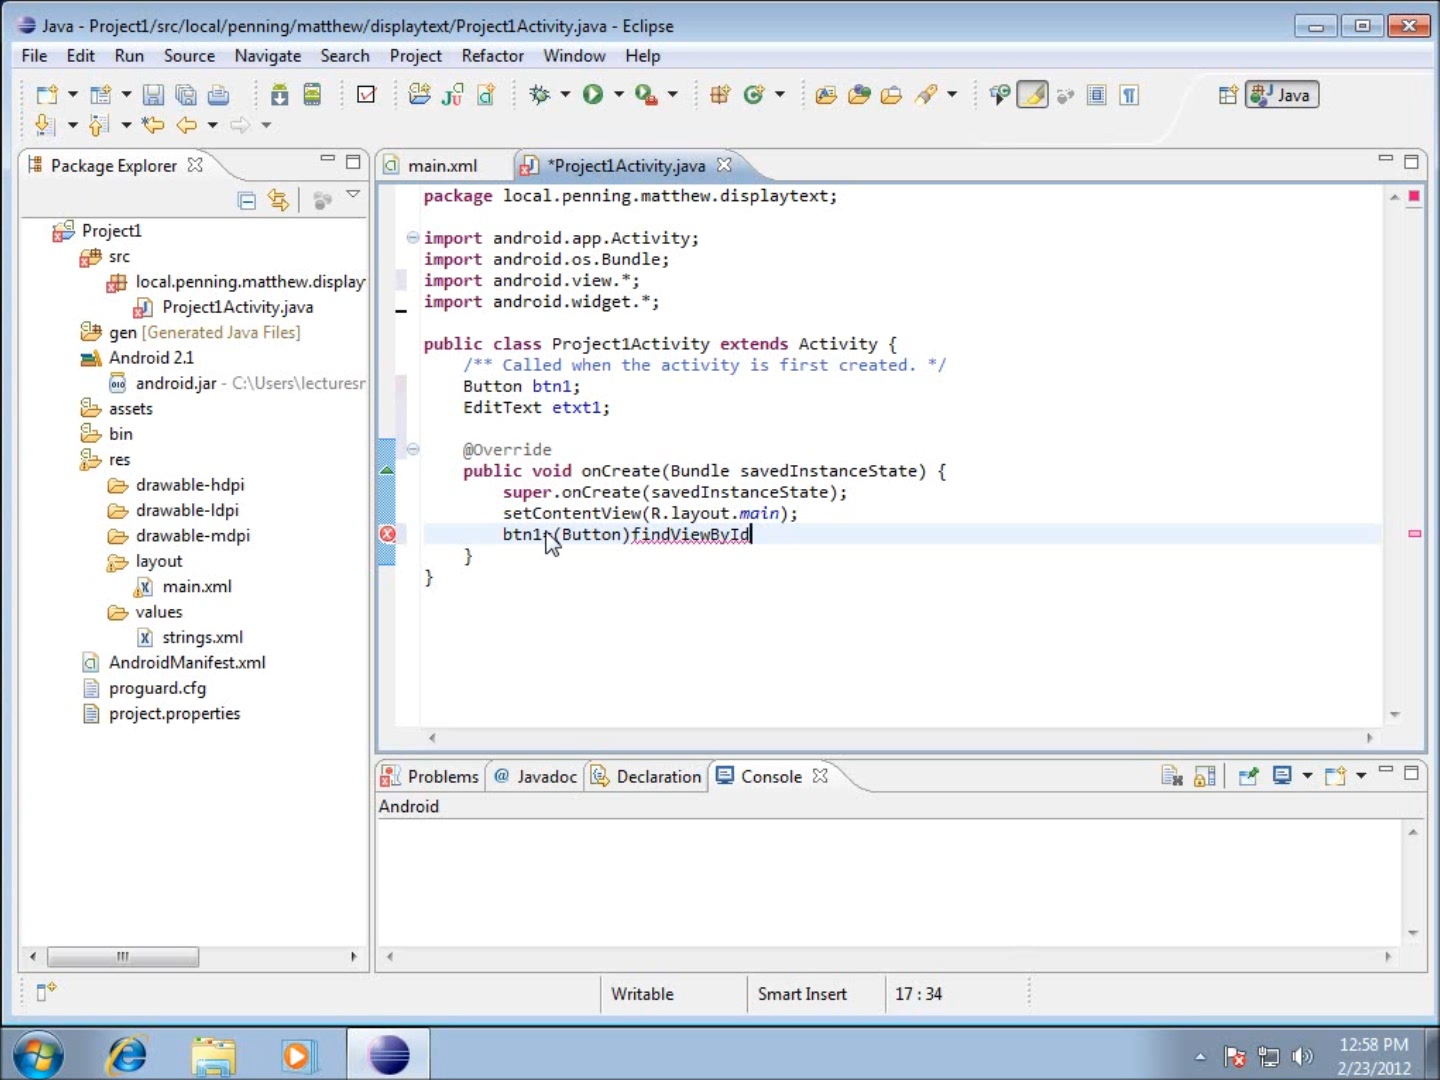 Java - Project1/src/local/penning/matthew/displaytext/Project1Activity.java - Eclipse
File Edit Run Source Navigate Search Project Refactor Window Help
Java
Package Explorer
Project1
src
local.penning.matthew.display
Project1Activity.java
gen [Generated Java Files]
Android 2.1
android.jar - C:\Users\lecturesr
assets
bin
res
drawable-hdpi
drawable-ldpi
drawable-mdpi
layout
main.xml
values
strings.xml
AndroidManifest.xml
proguard.cfg
project.properties
main.xml *Project1Activity.java
package local.penning.matthew.displaytext;
import android.app.Activity;
import android.os.Bundle;
import android.view.*;
import android.widget.*;
public class Project1Activity extends Activity {
/** Called when the activity is first created. */
Button btn1;
EditText etxt1;
@Override
public void onCreate(Bundle savedInstanceState) {
super.onCreate(savedInstanceState);
setContentView(R.layout.main);
btn1=(Button)findViewById
}
}
Problems @ Javadoc Declaration Console
Android
Writable Smart Insert 17 : 34
12:58 PM
2/23/2012